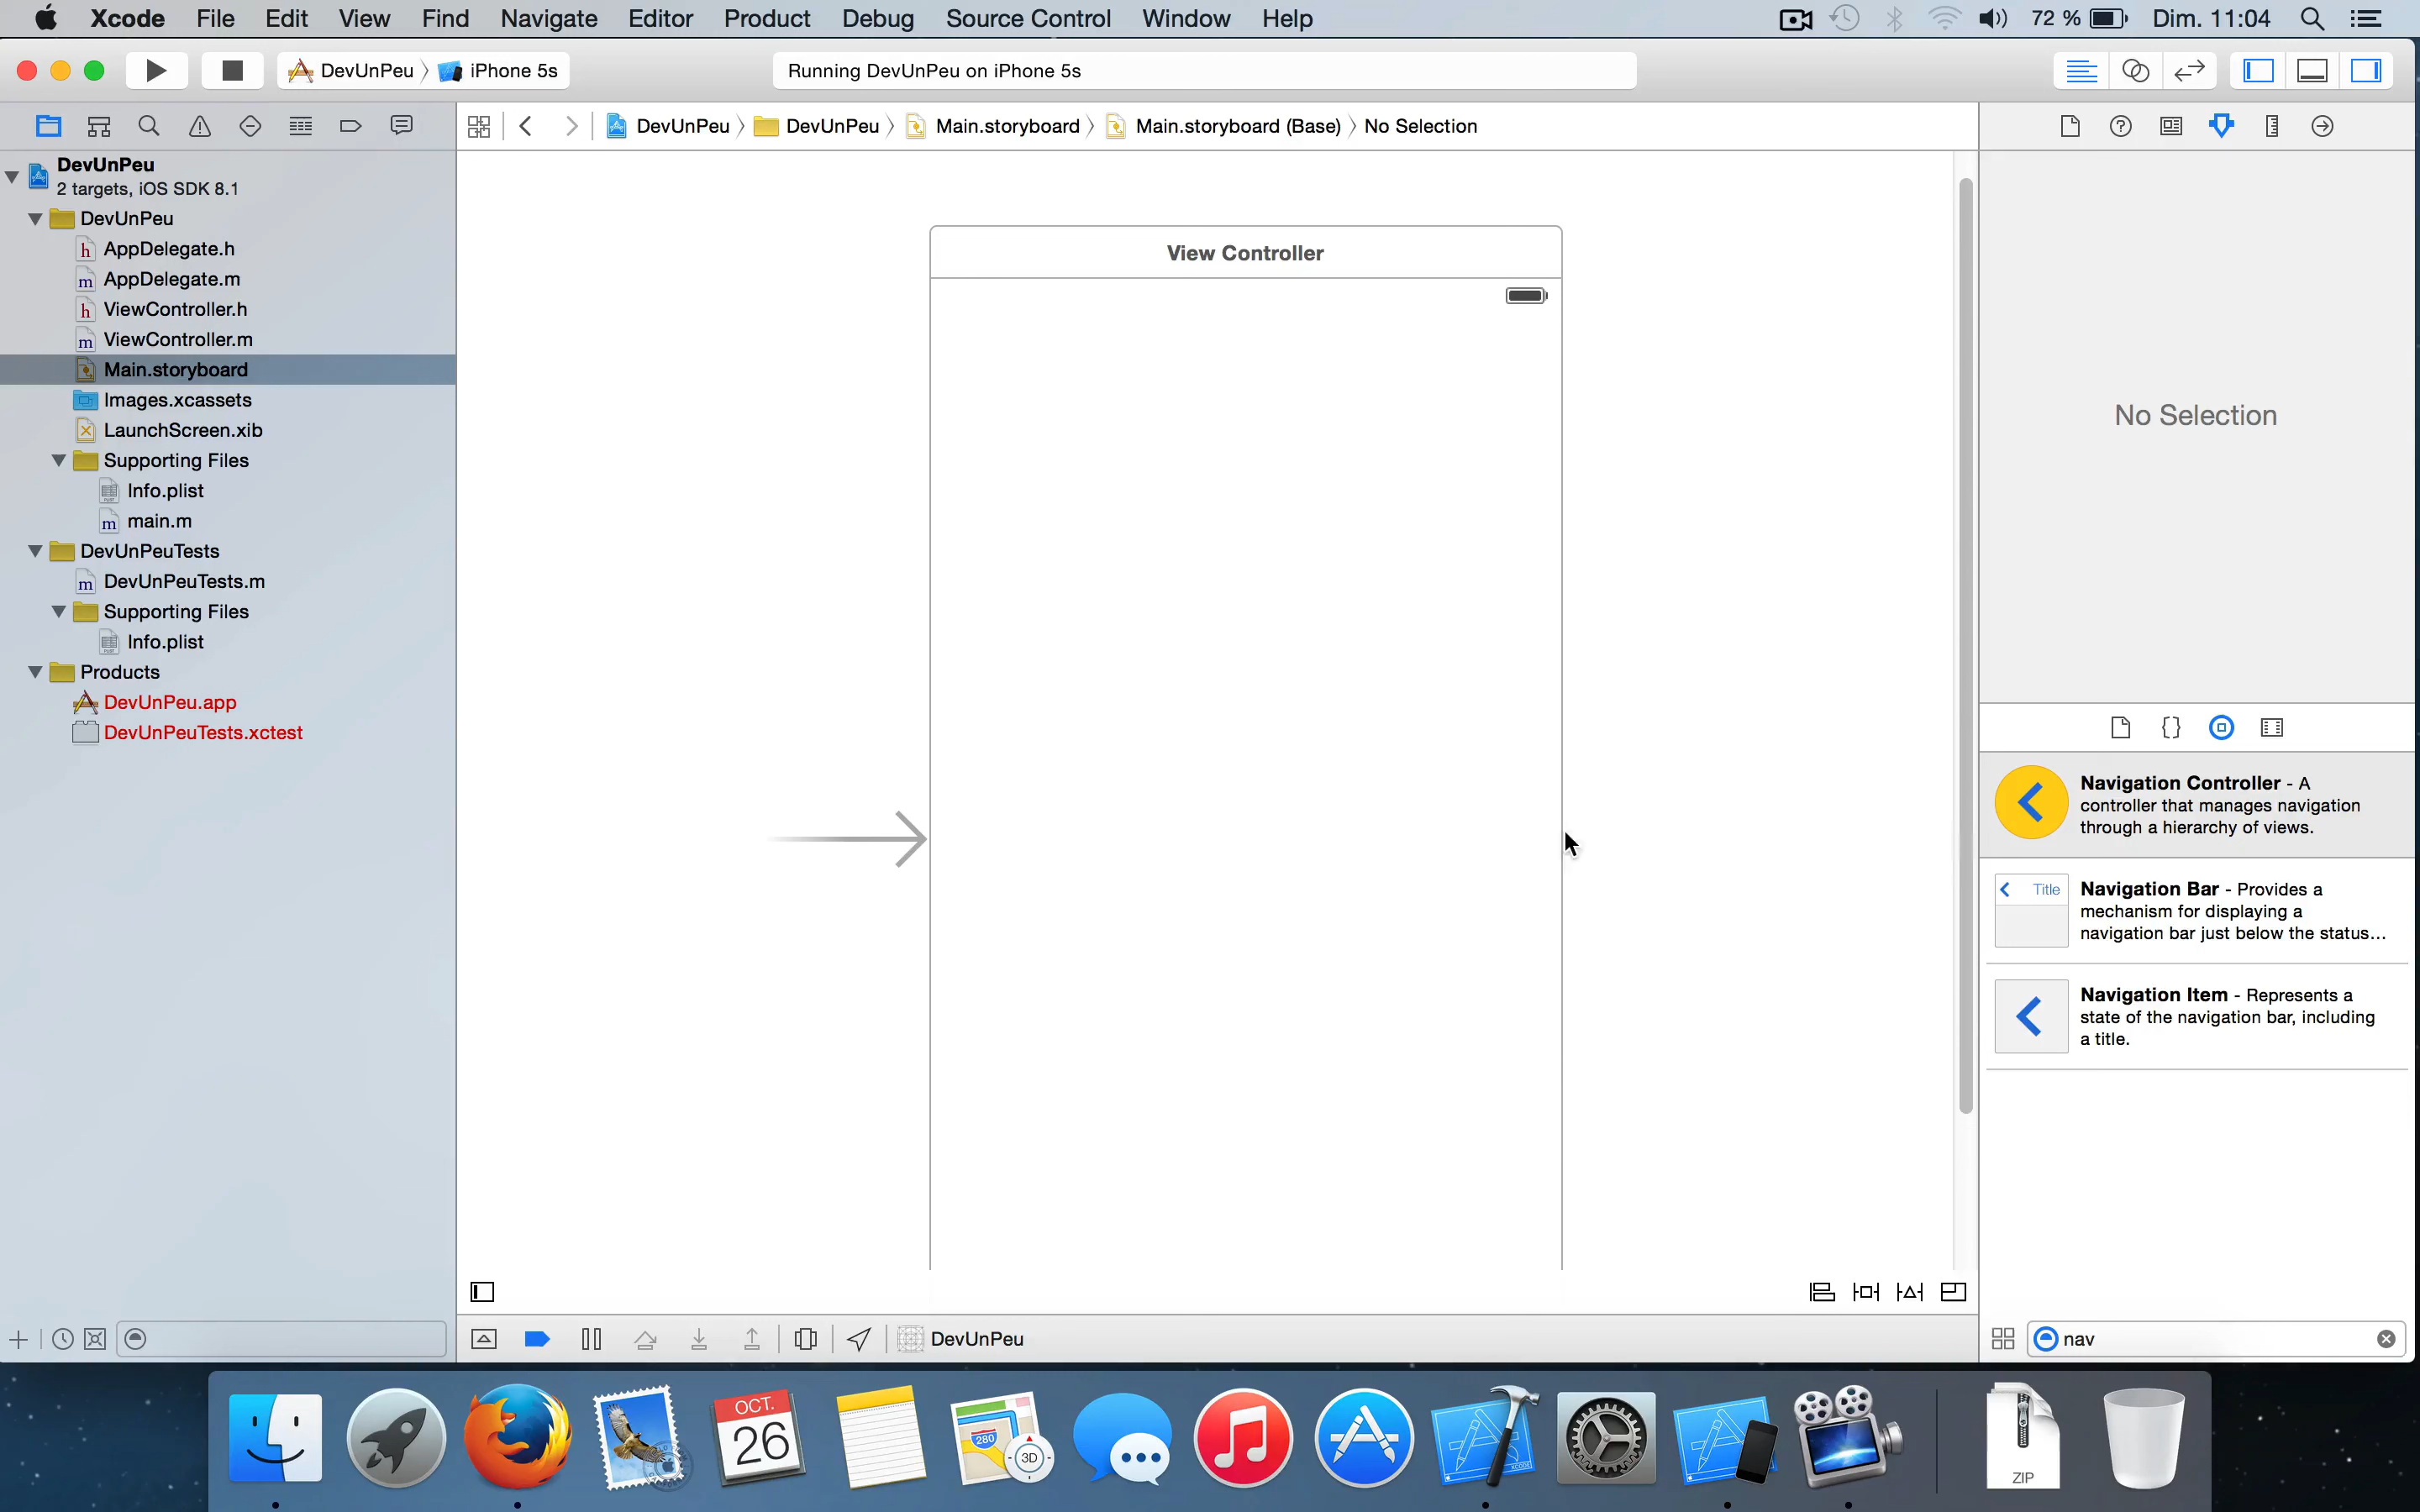 Xcode File Edit View Find Navigate Editor Product Debug Source Control Window Help 72 % Dim. 11:04
DevUnPeu iPhone 5s Running DevUnPeu on iPhone 5s
DevUnPeu DevUnPeu Main.storyboard Main.storyboard (Base) No Selection
DevUnPeu
2 targets, iOS SDK 8.1
DevUnPeu
h AppDelegate.h
m AppDelegate.m
h ViewController.h
m ViewController.m
Main.storyboard
Images.xcassets
LaunchScreen.xib
Supporting Files
Info.plist
m main.m
DevUnPeuTests
m DevUnPeuTests.m
Supporting Files
Info.plist
Products
DevUnPeu.app
DevUnPeuTests.xctest
View Controller
DevUnPeu
No Selection
Navigation Controller - A
controller that manages navigation
through a hierarchy of views.
Title
Navigation Bar - Provides a
mechanism for displaying a
navigation bar just below the status...
Navigation Item - Represents a
state of the navigation bar, including
a title.
nav
OCT.
26
280
3D
ZIP